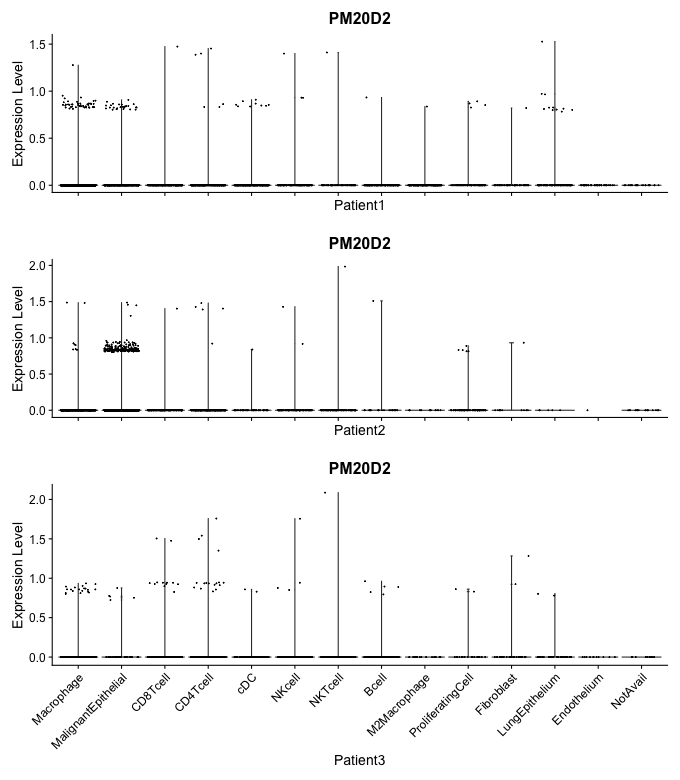 PM20D2
Expression Level
1.5
1.0
0.5
0.0
Patient1
PM20D2
Expression Level
2.0
1.5
1.0
0.5
0.0
Patient2
PM20D2
Expression Level
2.0
1.5
1.0
0.5
0.0
Macrophage
MalignantEpithelial
CD8Tcell
CD4Tcell
cDC
NKcell
NKTcell
Bcell
M2Macrophage
ProliferatingCell
Fibroblast
LungEpithelium
Endothelium
NotAvail
Patient3